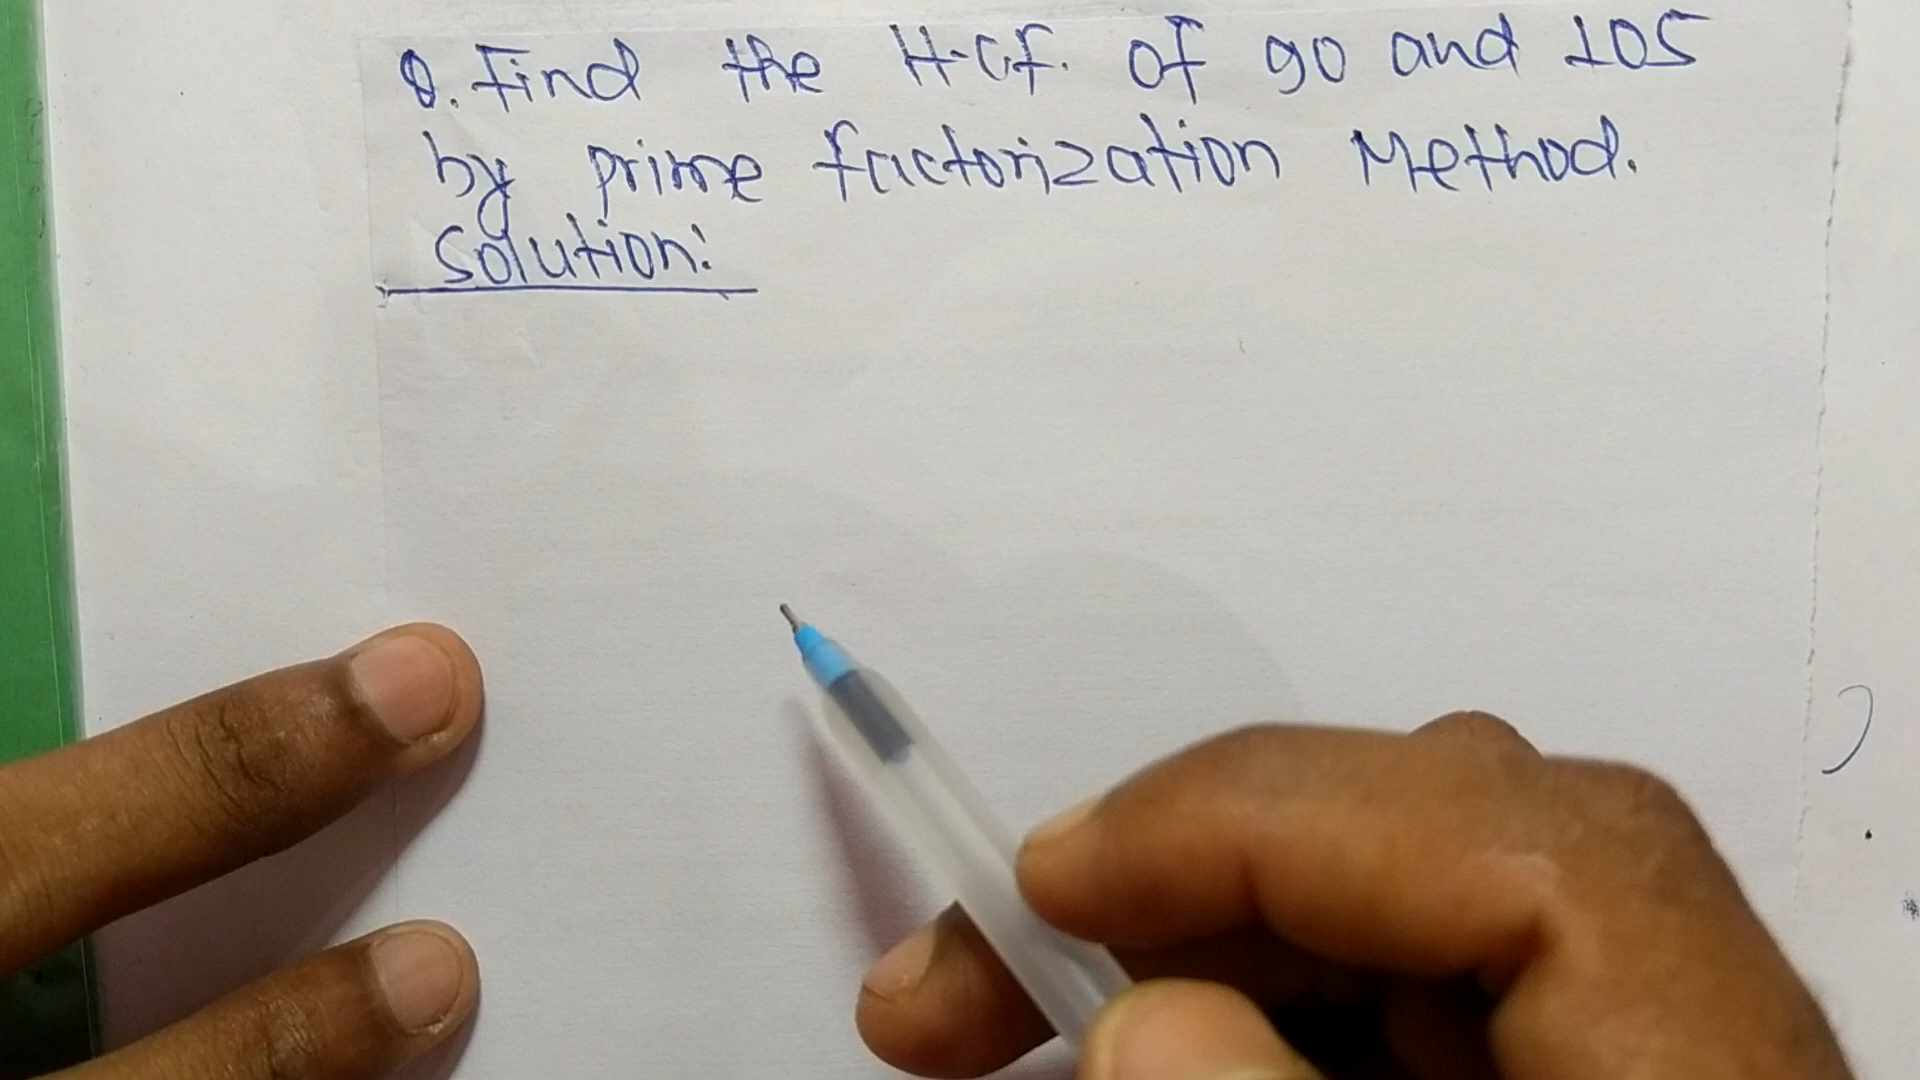 Q. Find the H.C.F. of 90 and 105
by prime factorization Method.
Solution: